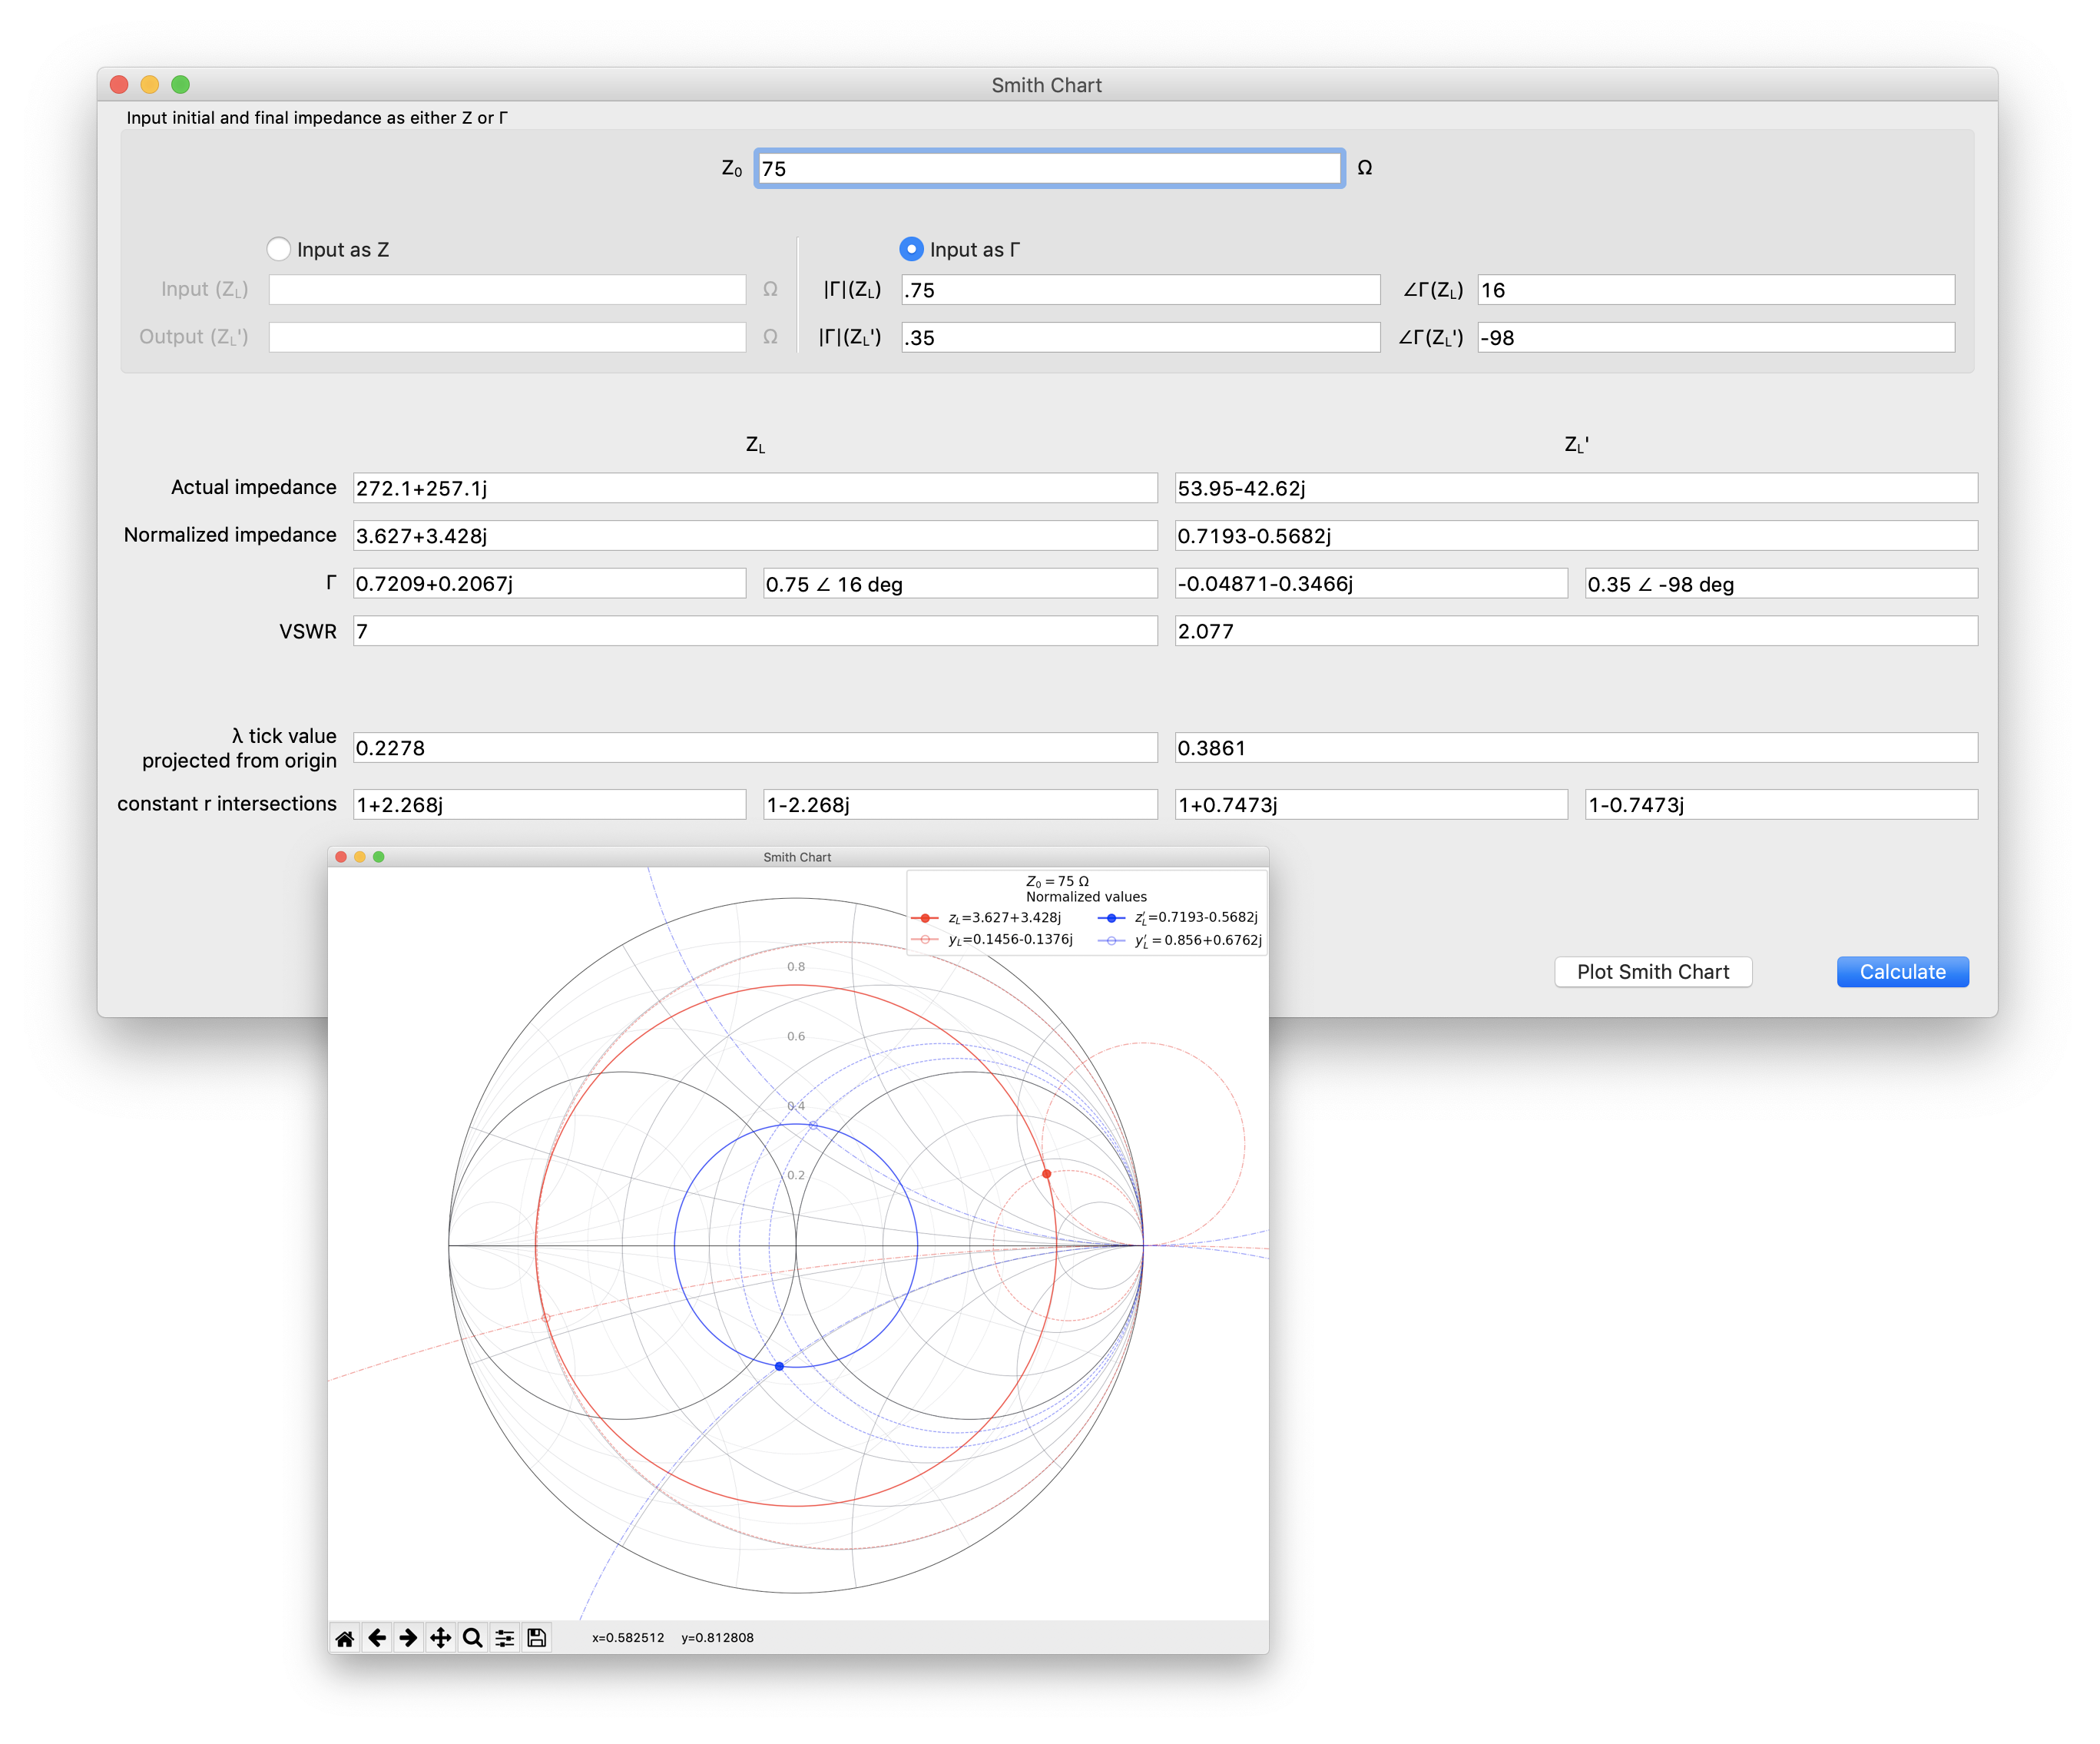 Smith Chart
Input initial and final impedance as either Z or Γ
Z₀ 75 Ω
Input as Z Input as Γ
Input (Z_L) Ω |Γ|(Z_L) .75 ∠Γ(Z_L) 16
Output (Z_L') Ω |Γ|(Z_L') .35 ∠Γ(Z_L') -98
Z_L Z_L'
Actual impedance 272.1+257.1j 53.95-42.62j
Normalized impedance 3.627+3.428j 0.7193-0.5682j
Γ 0.7209+0.2067j 0.75 ∠ 16 deg -0.04871-0.3466j 0.35 ∠ -98 deg
VSWR 7 2.077
λ tick value
projected from origin 0.2278 0.3861
constant r intersections 1+2.268j 1-2.268j 1+0.7473j 1-0.7473j
Plot Smith Chart Calculate
Smith Chart
Z₀ = 75 Ω
Normalized values
z_L=3.627+3.428j z'_L=0.7193-0.5682j
y_L=0.1456-0.1376j y'_L = 0.856+0.6762j
0.8
0.6
0.4
0.2
x=0.582512 y=0.812808